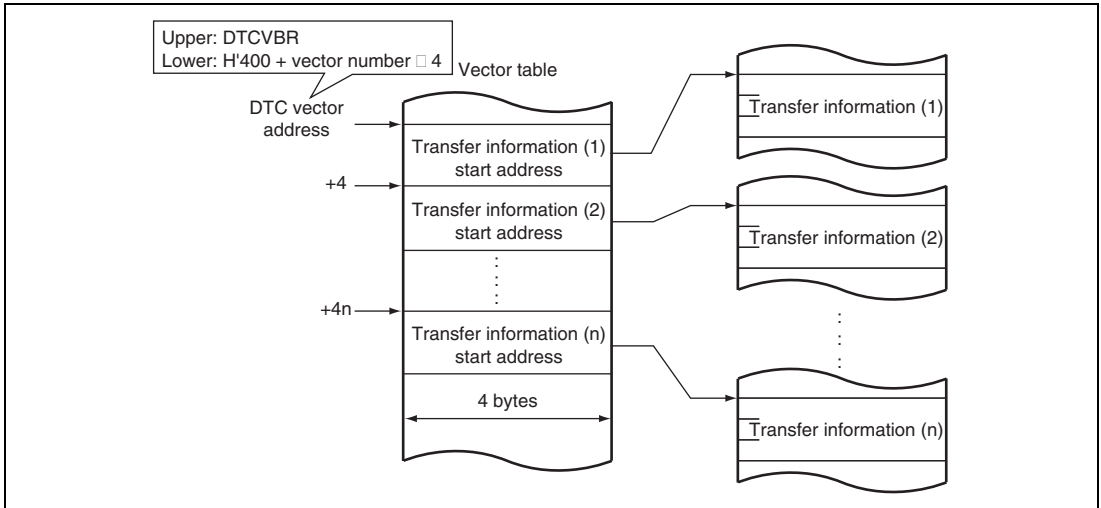 Upper: DTCVBR
Lower: H'400 + vector number □ 4
Vector table
DTC vector
address
Transfer information (1)
start address
+4
Transfer information (2)
start address
+4n
Transfer information (n)
start address
4 bytes
Transfer information (1)
Transfer information (2)
Transfer information (n)